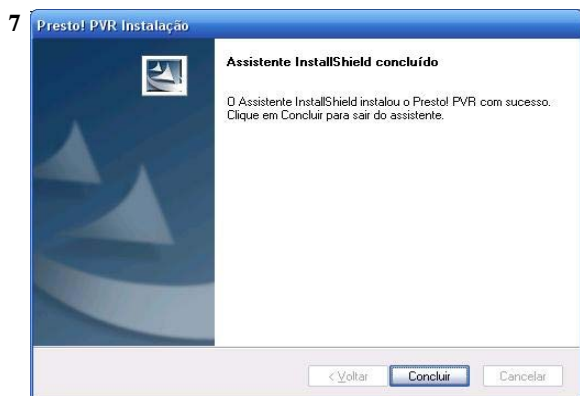 7
Presto! PVR Instalação
Assistente InstallShield concluído
O Assistente InstallShield instalou o Presto! PVR com sucesso.
Clique em Concluir para sair do assistente.
< Voltar Concluir Cancelar